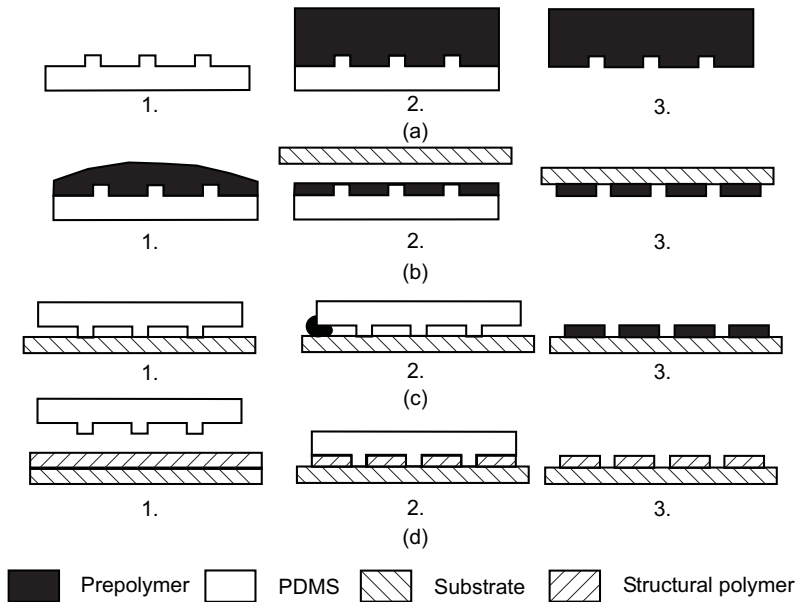 1.
2.
3.
(a)
1.
2.
3.
(b)
1.
2.
3.
(c)
1.
2.
3.
(d)
Prepolymer
PDMS
Substrate
Structural polymer